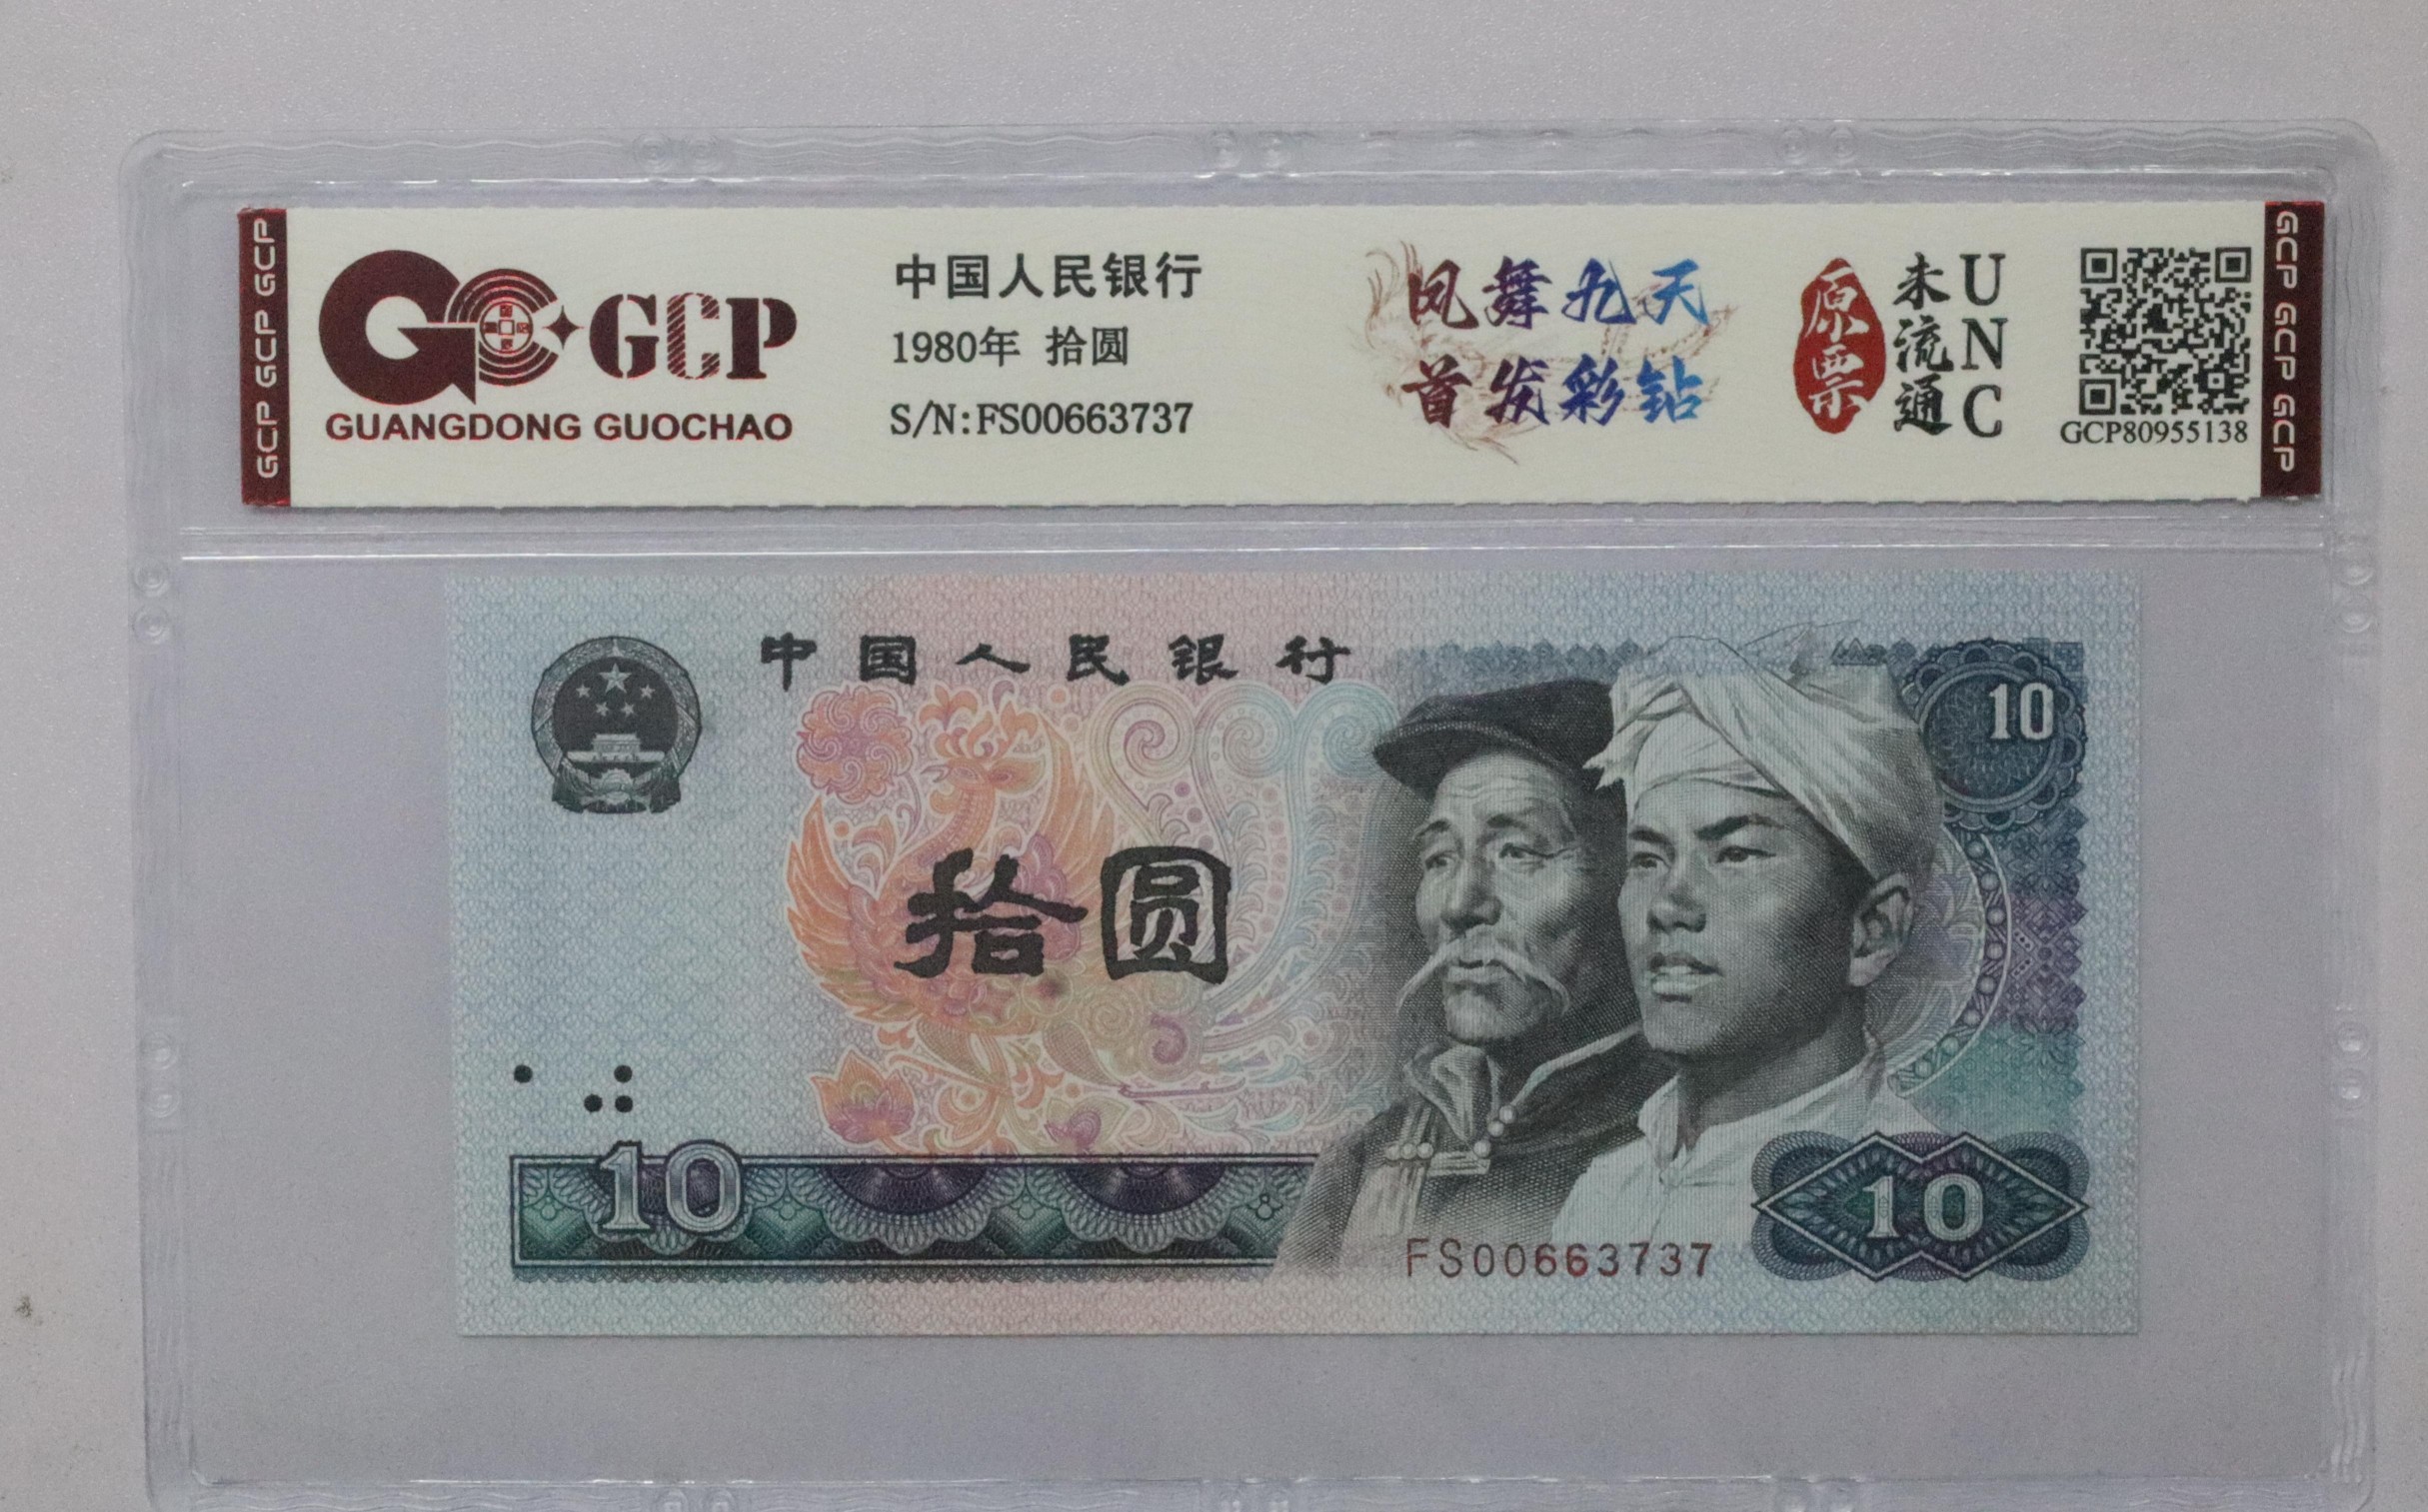 GCP GCP GCP
GCP
GUANGDONG GUOCHAO
中国人民银行
1980年 拾圆
S/N:FS00663737
凤舞九天
首发彩钻
原票
未流通
UNC
GCP80955138
GCP GCP GCP
中国人民银行
10
拾圆
10
FS00663737
10